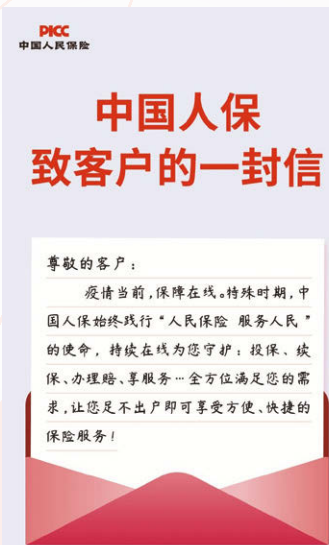 PICC
中国人民保险
中国人保
致客户的一封信
尊敬的客户：
疫情当前,保障在线。特殊时期,中
国人保始终践行“人民保险 服务人民”
的使命，持续在线为您守护：投保、续
保、办理赔、享服务…全方位满足您的需
求,让您足不出户即可享受方便、快捷的
保险服务！